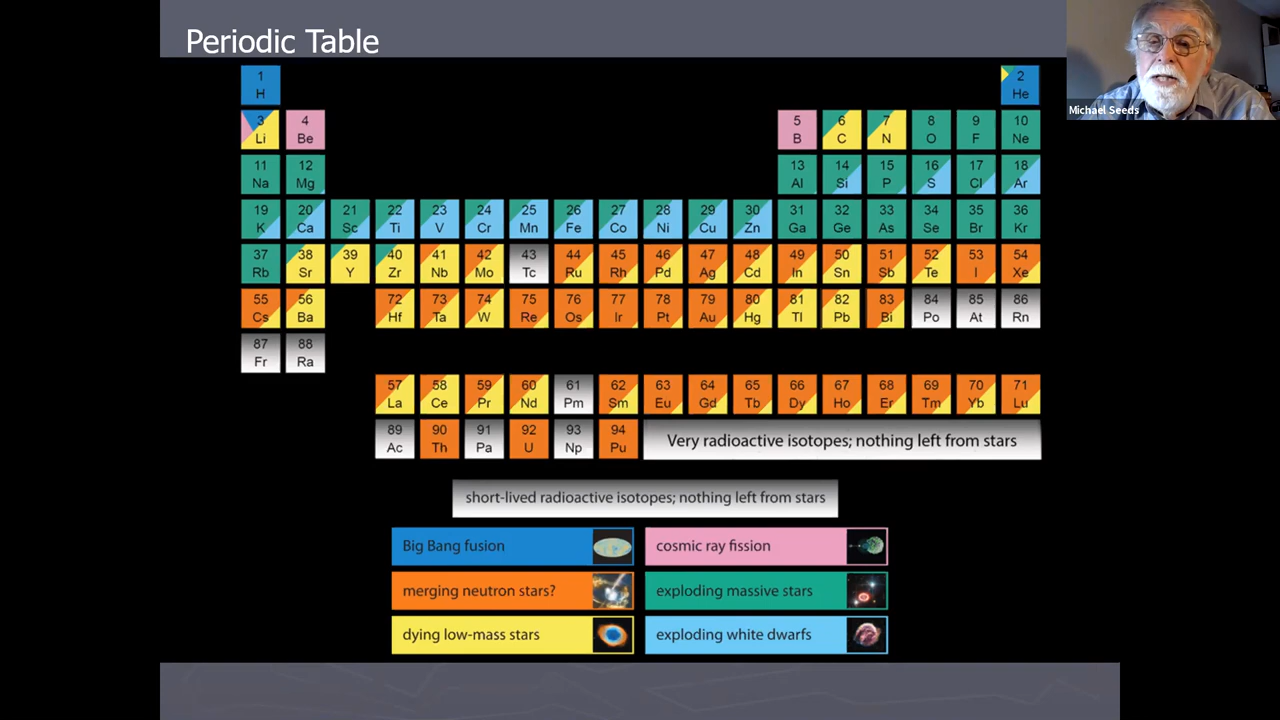 Periodic Table
Michael Seeds
1 2
H He
3 4 5 6 7 8 9 10
Li Be B C N O F Ne
11 12 13 14 15 16 17 18
Na Mg Al Si P S Cl Ar
19 20 21 22 23 24 25 26 27 28 29 30 31 32 33 34 35 36
K Ca Sc Ti V Cr Mn Fe Co Ni Cu Zn Ga Ge As Se Br Kr
37 38 39 40 41 42 43 44 45 46 47 48 49 50 51 52 53 54
Rb Sr Y Zr Nb Mo Tc Ru Rh Pd Ag Cd In Sn Sb Te I Xe
55 56 72 73 74 75 76 77 78 79 80 81 82 83 84 85 86
Cs Ba Hf Ta W Re Os Ir Pt Au Hg Tl Pb Bi Po At Rn
87 88
Fr Ra
57 58 59 60 61 62 63 64 65 66 67 68 69 70 71
La Ce Pr Nd Pm Sm Eu Gd Tb Dy Ho Er Tm Yb Lu
89 90 91 92 93 94
Ac Th Pa U Np Pu
Very radioactive isotopes; nothing left from stars
short-lived radioactive isotopes; nothing left from stars
Big Bang fusion
cosmic ray fission
merging neutron stars?
exploding massive stars
dying low-mass stars
exploding white dwarfs